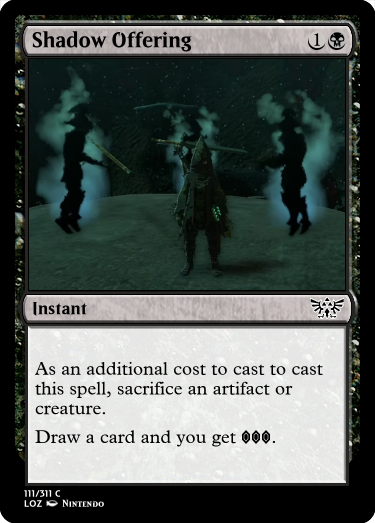 Shadow Offering 1
Instant
As an additional cost to cast to cast
this spell, sacrifice an artifact or
creature.
Draw a card and you get
.
111/311 C
LOZ Nintendo